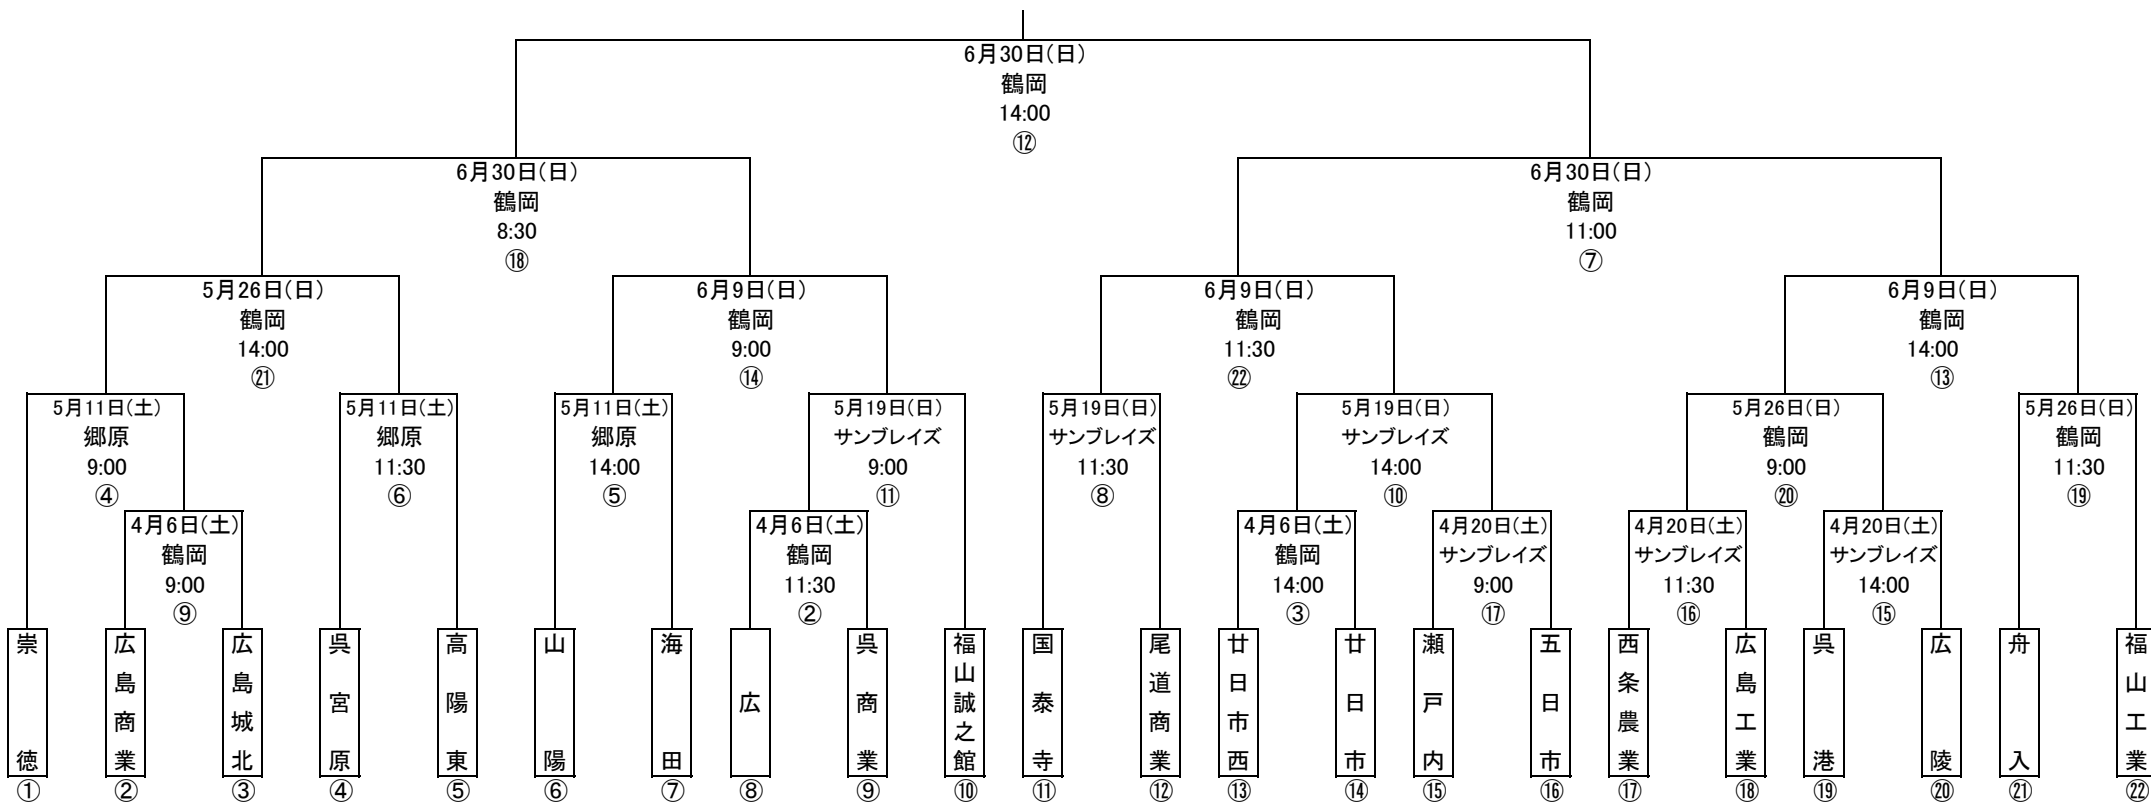 6月30日(日)
鶴岡
14:00
⑫
6月30日(日)
鶴岡
8:30
⑱
6月30日(日)
鶴岡
11:00
⑦
5月26日(日)
鶴岡
14:00
㉑
6月9日(日)
鶴岡
9:00
⑭
6月9日(日)
鶴岡
11:30
㉒
6月9日(日)
鶴岡
14:00
⑬
5月11日(土)
郷原
9:00
④
5月11日(土)
郷原
11:30
⑥
5月11日(土)
郷原
14:00
⑤
5月19日(日)
サンブレイズ
9:00
⑪
5月19日(日)
サンブレイズ
11:30
⑧
5月19日(日)
サンブレイズ
14:00
⑩
5月26日(日)
鶴岡
9:00
⑳
5月26日(日)
鶴岡
11:30
⑲
4月6日(土)
鶴岡
9:00
⑨
4月6日(土)
鶴岡
11:30
②
4月6日(土)
鶴岡
14:00
③
4月20日(土)
サンブレイズ
9:00
⑰
4月20日(土)
サンブレイズ
11:30
⑯
4月20日(土)
サンブレイズ
14:00
⑮
崇徳
①
広島商業
②
広島城北
③
呉宮原
④
高陽東
⑤
山陽
⑥
海田
⑦
広
⑧
呉商業
⑨
福山誠之館
⑩
国泰寺
⑪
尾道商業
⑫
廿日市西
⑬
廿日市
⑭
瀬戸内
⑮
五日市
⑯
西条農業
⑰
広島工業
⑱
呉港
⑲
広陵
⑳
舟入
㉑
福山工業
㉒